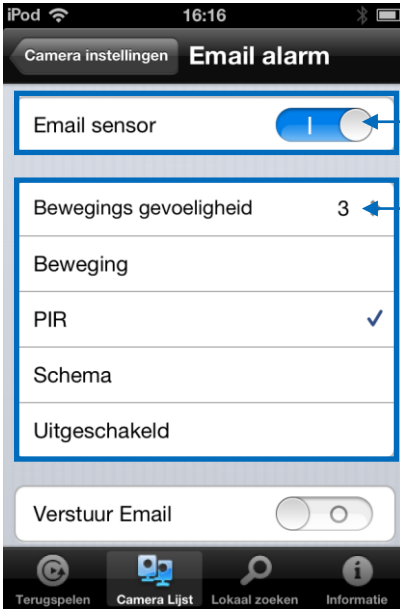 iPod 16:16
Camera instellingen Email alarm
Email sensor
Bewegings gevoeligheid 3
Beweging
PIR
Schema
Uitgeschakeld
Verstuur Email
Terugspelen Camera Lijst Lokaal zoeken Informatie